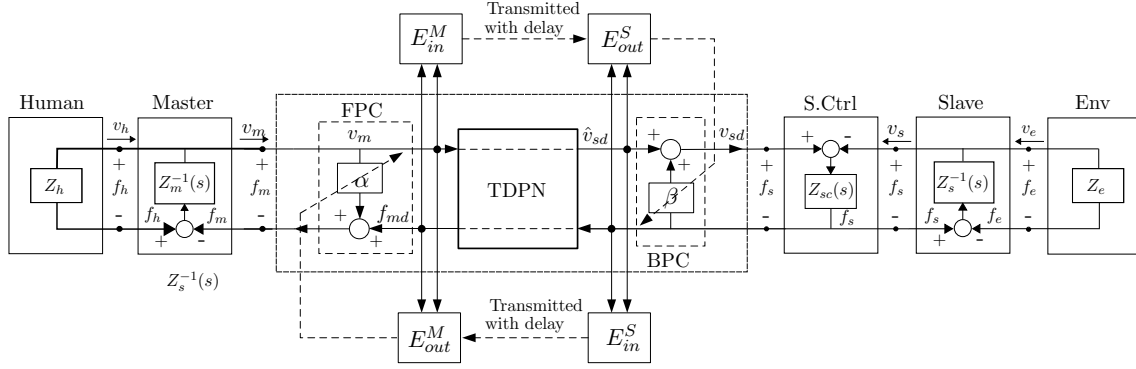 Transmitted
with delay
E_{in}^{M}
E_{out}^{S}
Human
Master
FPC
S.Ctrl
Slave
Env
v_h
v_m
v_m
\hat{v}_{sd}
v_{sd}
v_s
v_e
+
+
+
+
+
+
-
+
+
Z_h
f_h
Z_m^{-1}(s)
f_m
α
TDPN
β
f_s
Z_{sc}(s)
f_s
Z_s^{-1}(s)
f_e
Z_e
-
f_h
f_m
-
+
f_{md}
-
f_s
-
f_s
f_e
-
+
-
+
+
-
BPC
Z_s^{-1}(s)
Transmitted
with delay
E_{out}^{M}
E_{in}^{S}